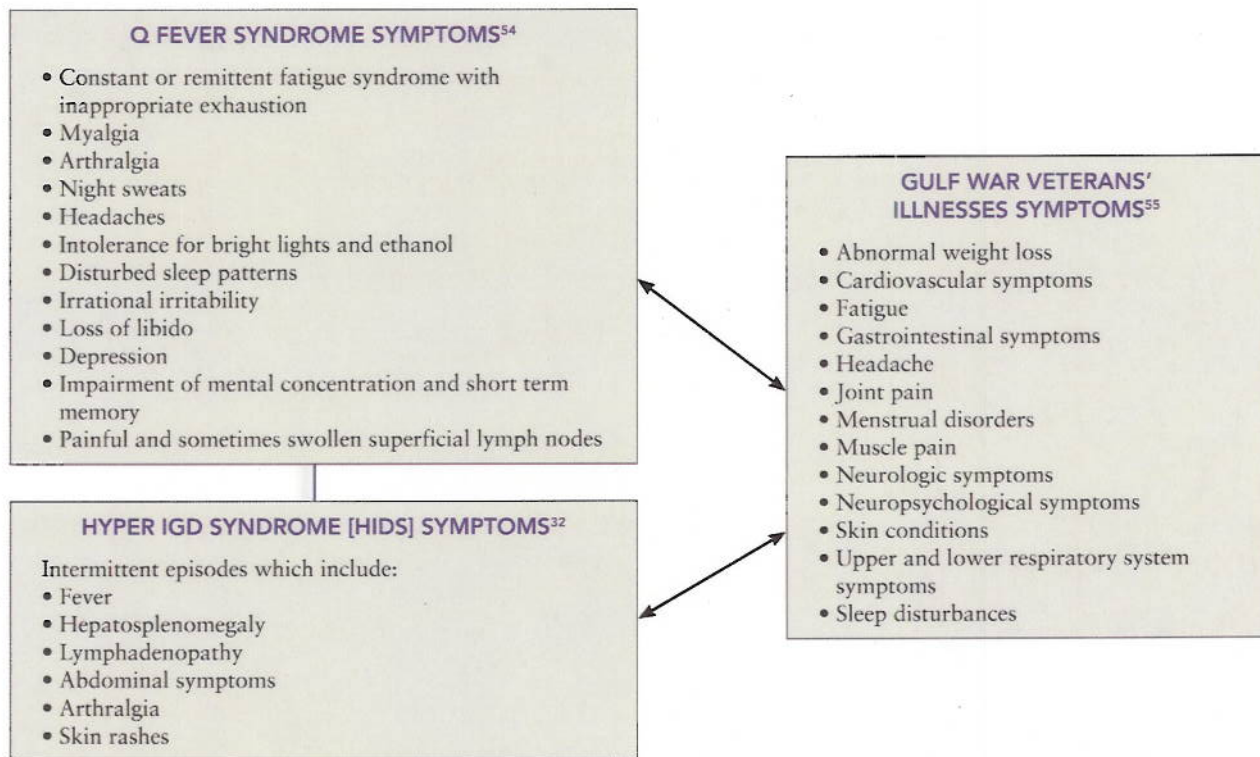 Q FEVER SYNDROME SYMPTOMS54
• Constant or remittent fatigue syndrome with
inappropriate exhaustion
• Myalgia
• Arthralgia
• Night sweats
• Headaches
• Intolerance for bright lights and ethanol
• Disturbed sleep patterns
• Irrational irritability
• Loss of libido
• Depression
• Impairment of mental concentration and short term
memory
• Painful and sometimes swollen superficial lymph nodes
HYPER IGD SYNDROME [HIDS] SYMPTOMS32
Intermittent episodes which include:
• Fever
• Hepatosplenomegaly
• Lymphadenopathy
• Abdominal symptoms
• Arthralgia
• Skin rashes
GULF WAR VETERANS'
ILLNESSES SYMPTOMS55
• Abnormal weight loss
• Cardiovascular symptoms
• Fatigue
• Gastrointestinal symptoms
• Headache
• Joint pain
• Menstrual disorders
• Muscle pain
• Neurologic symptoms
• Neuropsychological symptoms
• Skin conditions
• Upper and lower respiratory system
symptoms
• Sleep disturbances